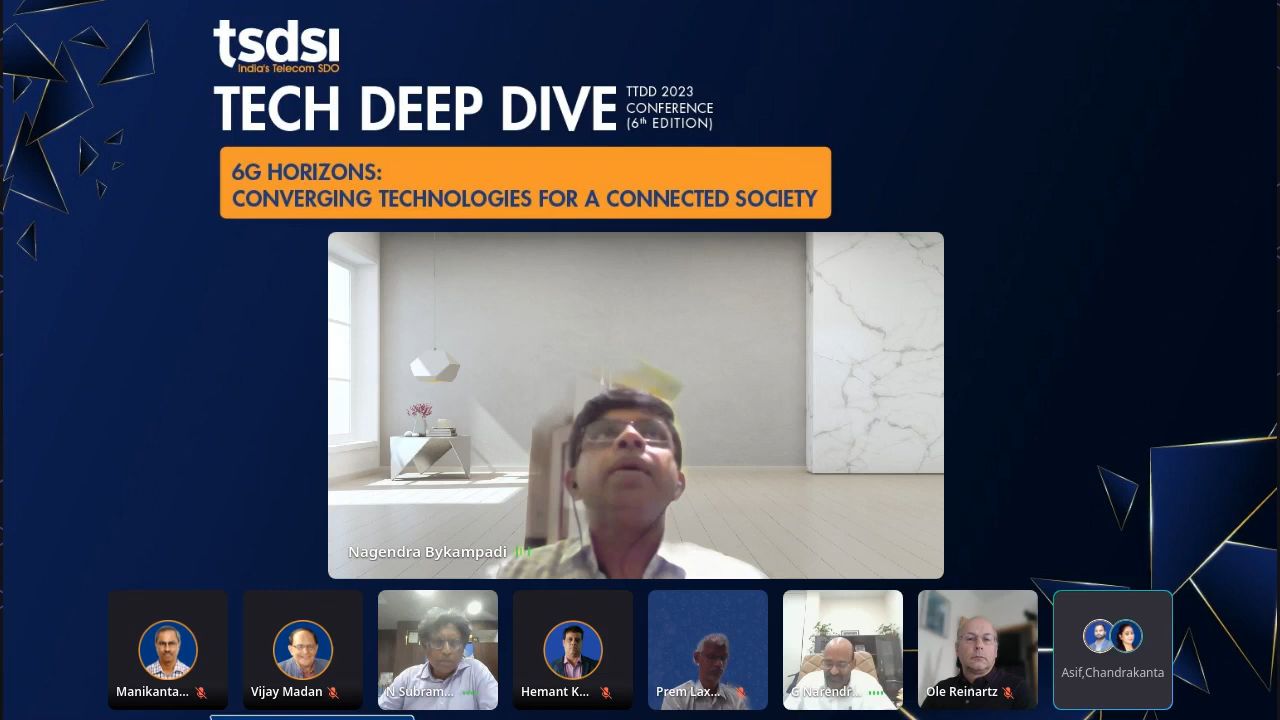 tsdsi
India's Telecom SDO
TECH DEEP DIVE
TTDD 2023
CONFERENCE
(6th EDITION)
6G HORIZONS:
CONVERGING TECHNOLOGIES FOR A CONNECTED SOCIETY
Nagendra Bykampadi
Manikanta...
Vijay Madan
N Subram...
Hemant K...
Prem Lax...
G Narendr...
Ole Reinartz
Asif,Chandrakanta